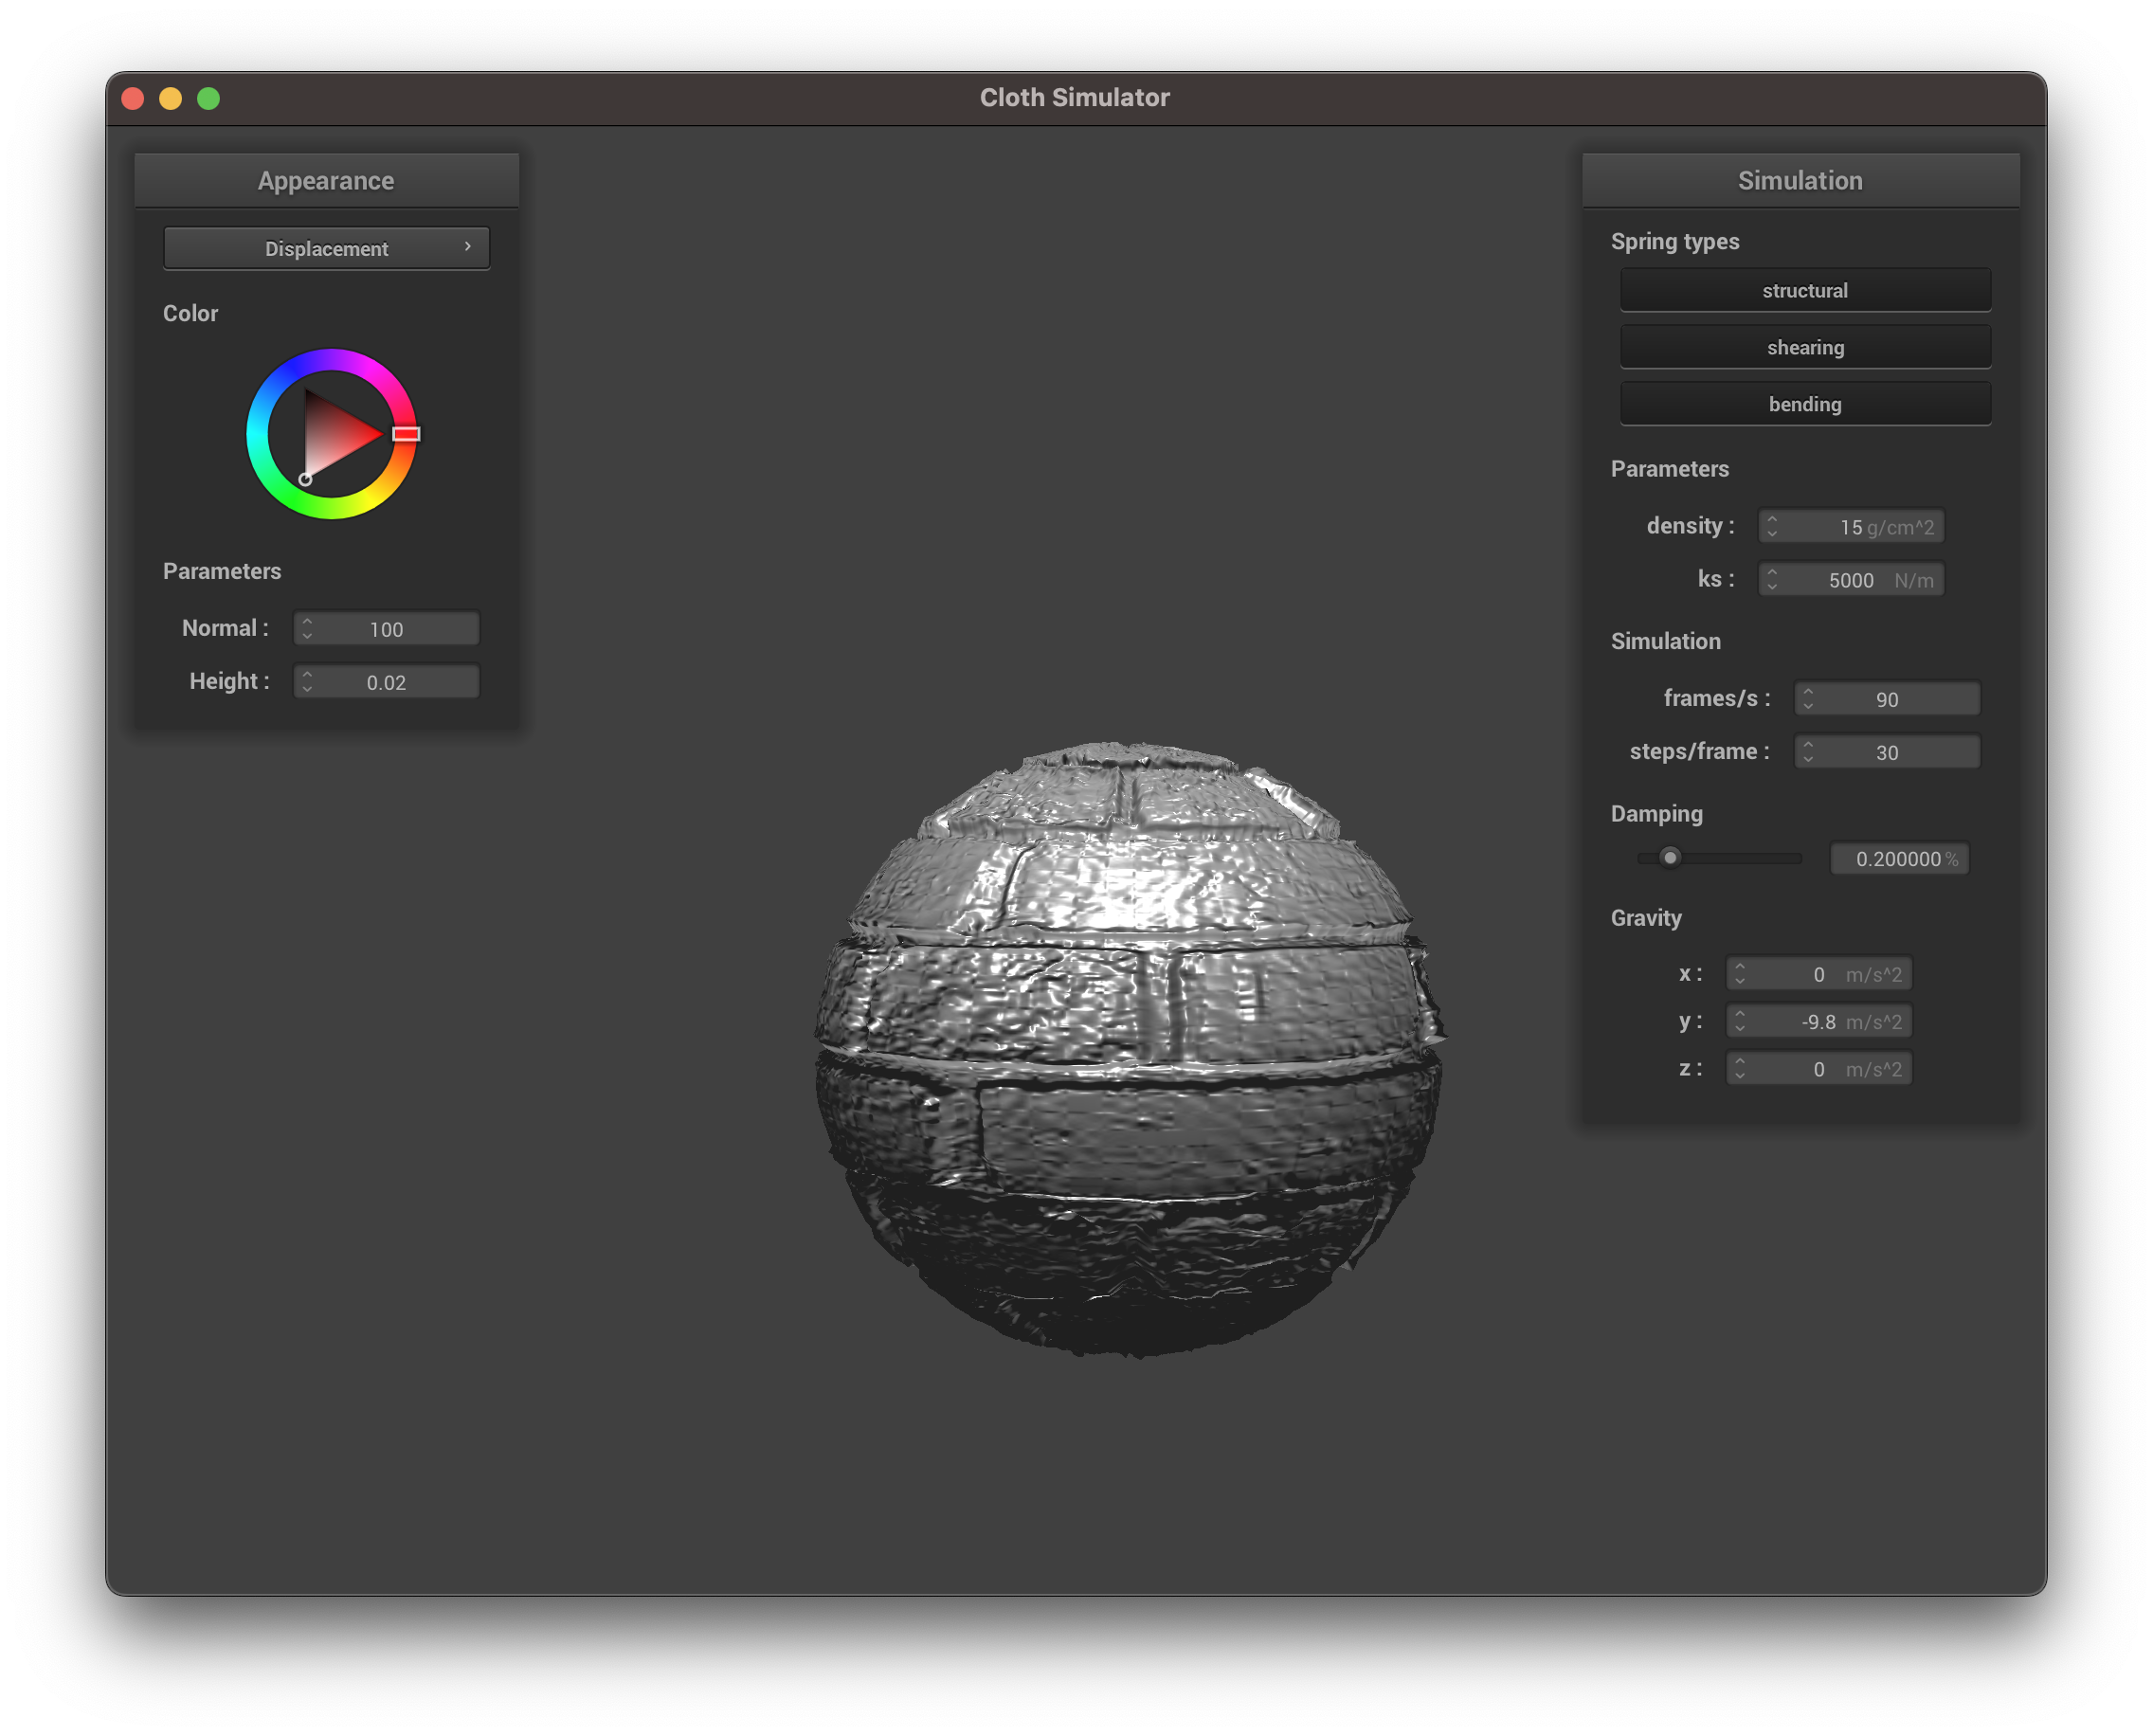 Cloth Simulator
Appearance
Displacement
Color
Parameters
Normal : 100
Height : 0.02
Simulation
Spring types
structural
shearing
bending
Parameters
density : 15 g/cm^2
ks : 5000 N/m
Simulation
frames/s : 90
steps/frame : 30
Damping
0.200000 %
Gravity
x : 0 m/s^2
y : -9.8 m/s^2
z : 0 m/s^2